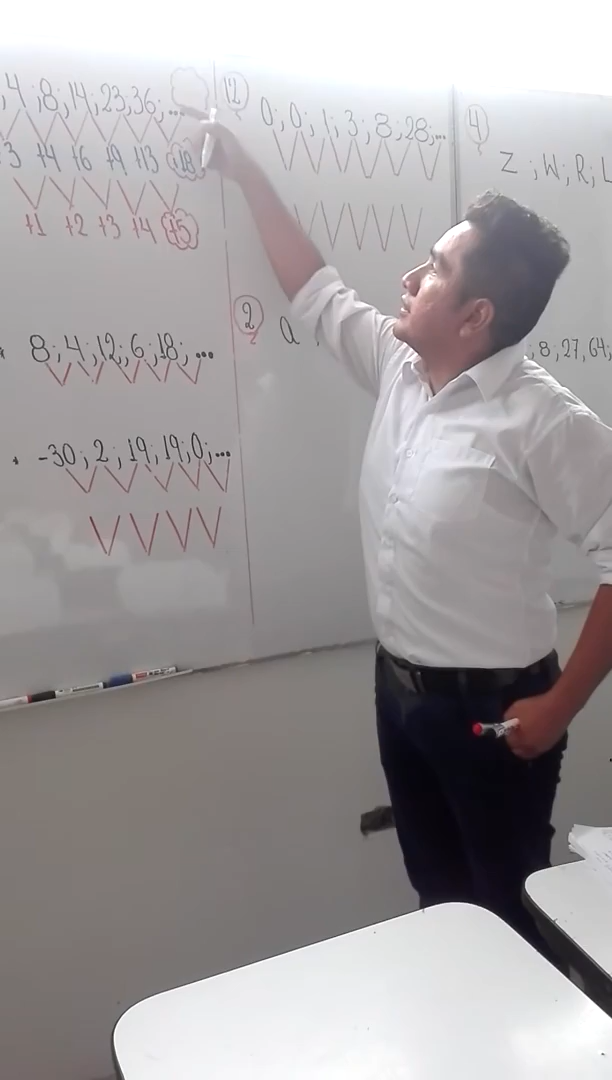 ;4;8;14;23;36;...
3 +4 +6 +9 +13 +18
+1 +2 +3 +4 +5
* 8;4;12;6;18;...
* -30;2;19;19;0;...
12 0;0;1;3;8;28;...
2 a
4
Z;W;R;L
;8;27,64;